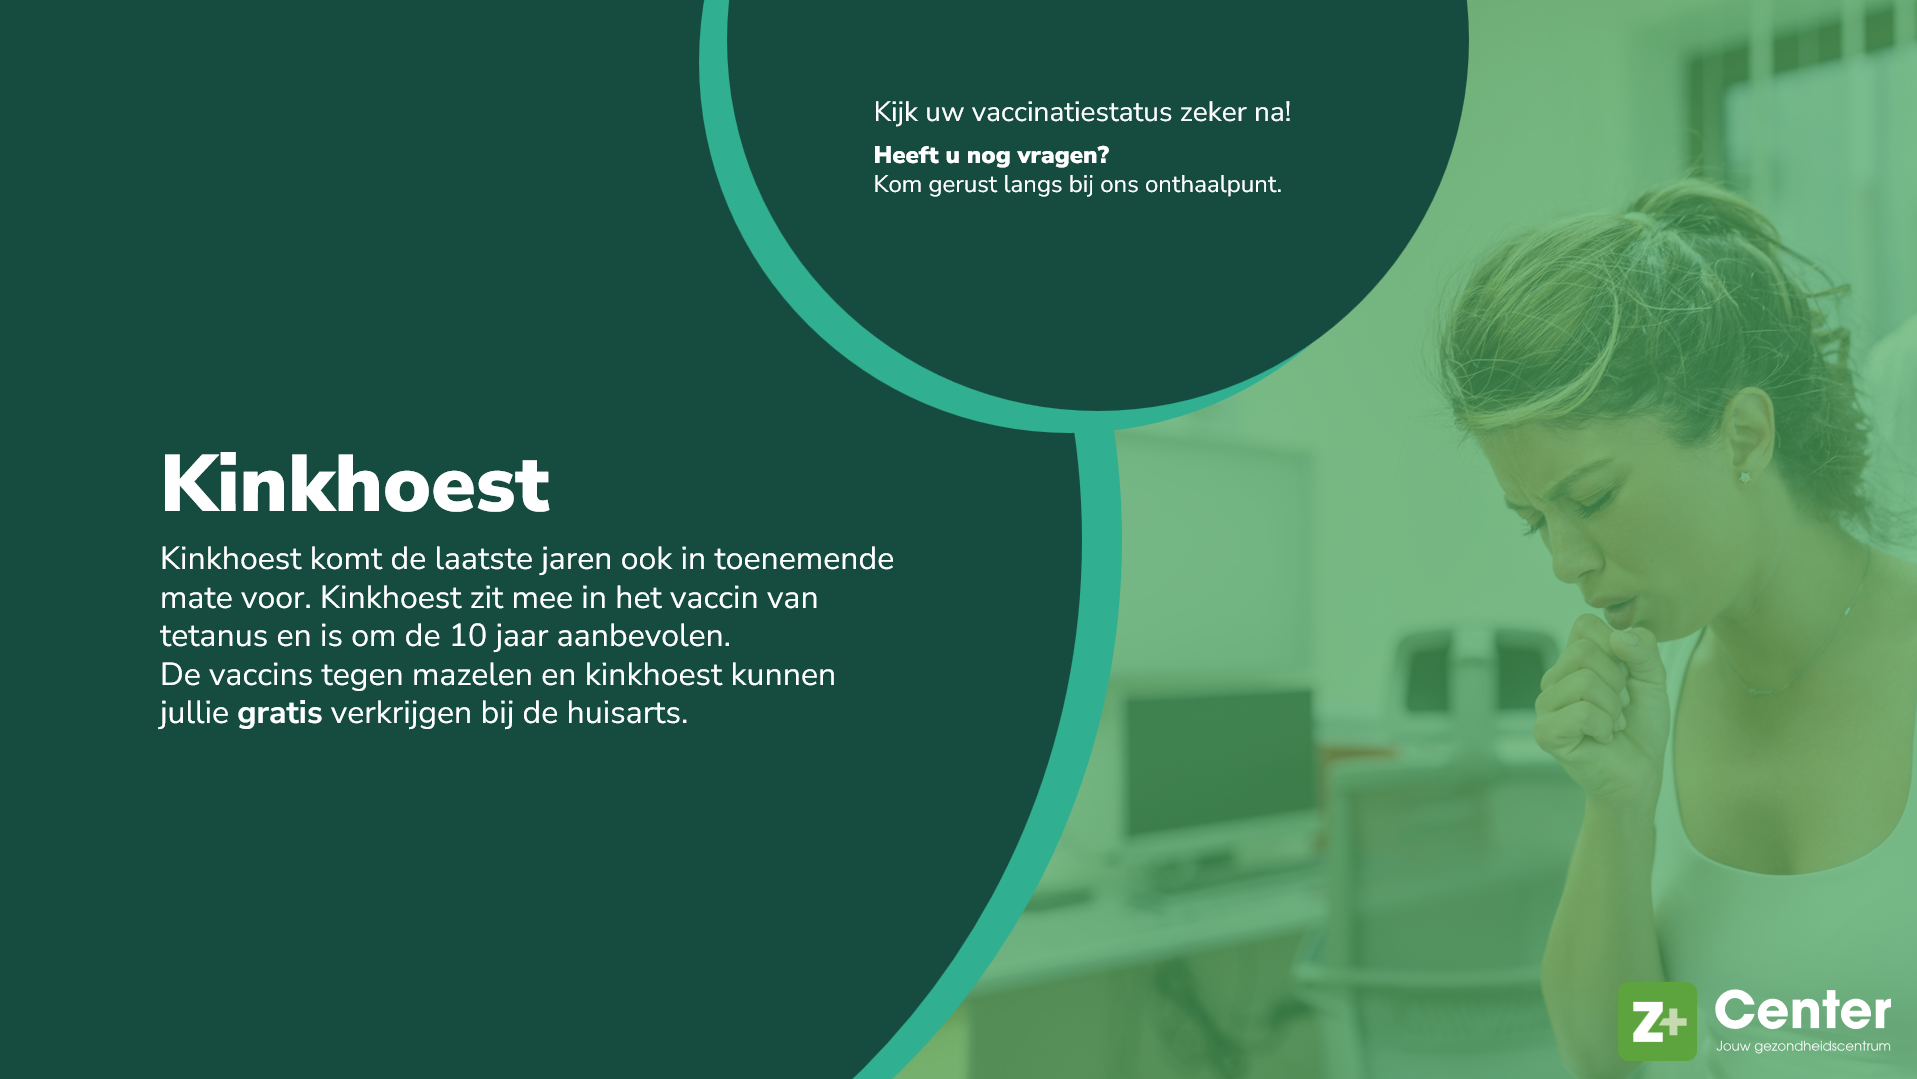 Kijk uw vaccinatiestatus zeker na!
Heeft u nog vragen?
Kom gerust langs bij ons onthaalpunt.
Kinkhoest
Kinkhoest komt de laatste jaren ook in toenemende
mate voor. Kinkhoest zit mee in het vaccin van
tetanus en is om de 10 jaar aanbevolen.
De vaccins tegen mazelen en kinkhoest kunnen
jullie gratis verkrijgen bij de huisarts.
Z+ Center
Jouw gezondheidscentrum